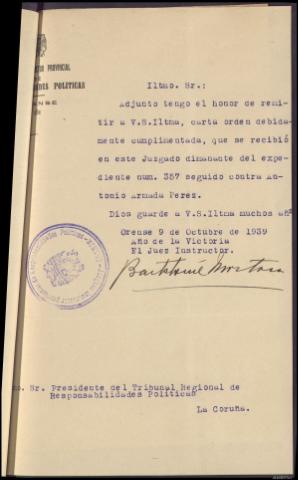 PROVINCIAL
POLITICAS
Iltmo. Sr.:
Adjunto tengo el honor de remi-
tir a V.S.Iltma, carta orden debida-
mente cumplimentada, que se recibió
en este Juzgado dimanante del expe-
diente num. 357 seguido contra An-
tonio Armada Perez.
Dios guarde a V.S.Iltma muchos añ
Orense 9 de Octubre de 1939
Año de la Victoria
El Juez Instructor.
mo. Sr. Presidente del Tribunal Regional de
Responsabilidades Politicas
La Coruña.